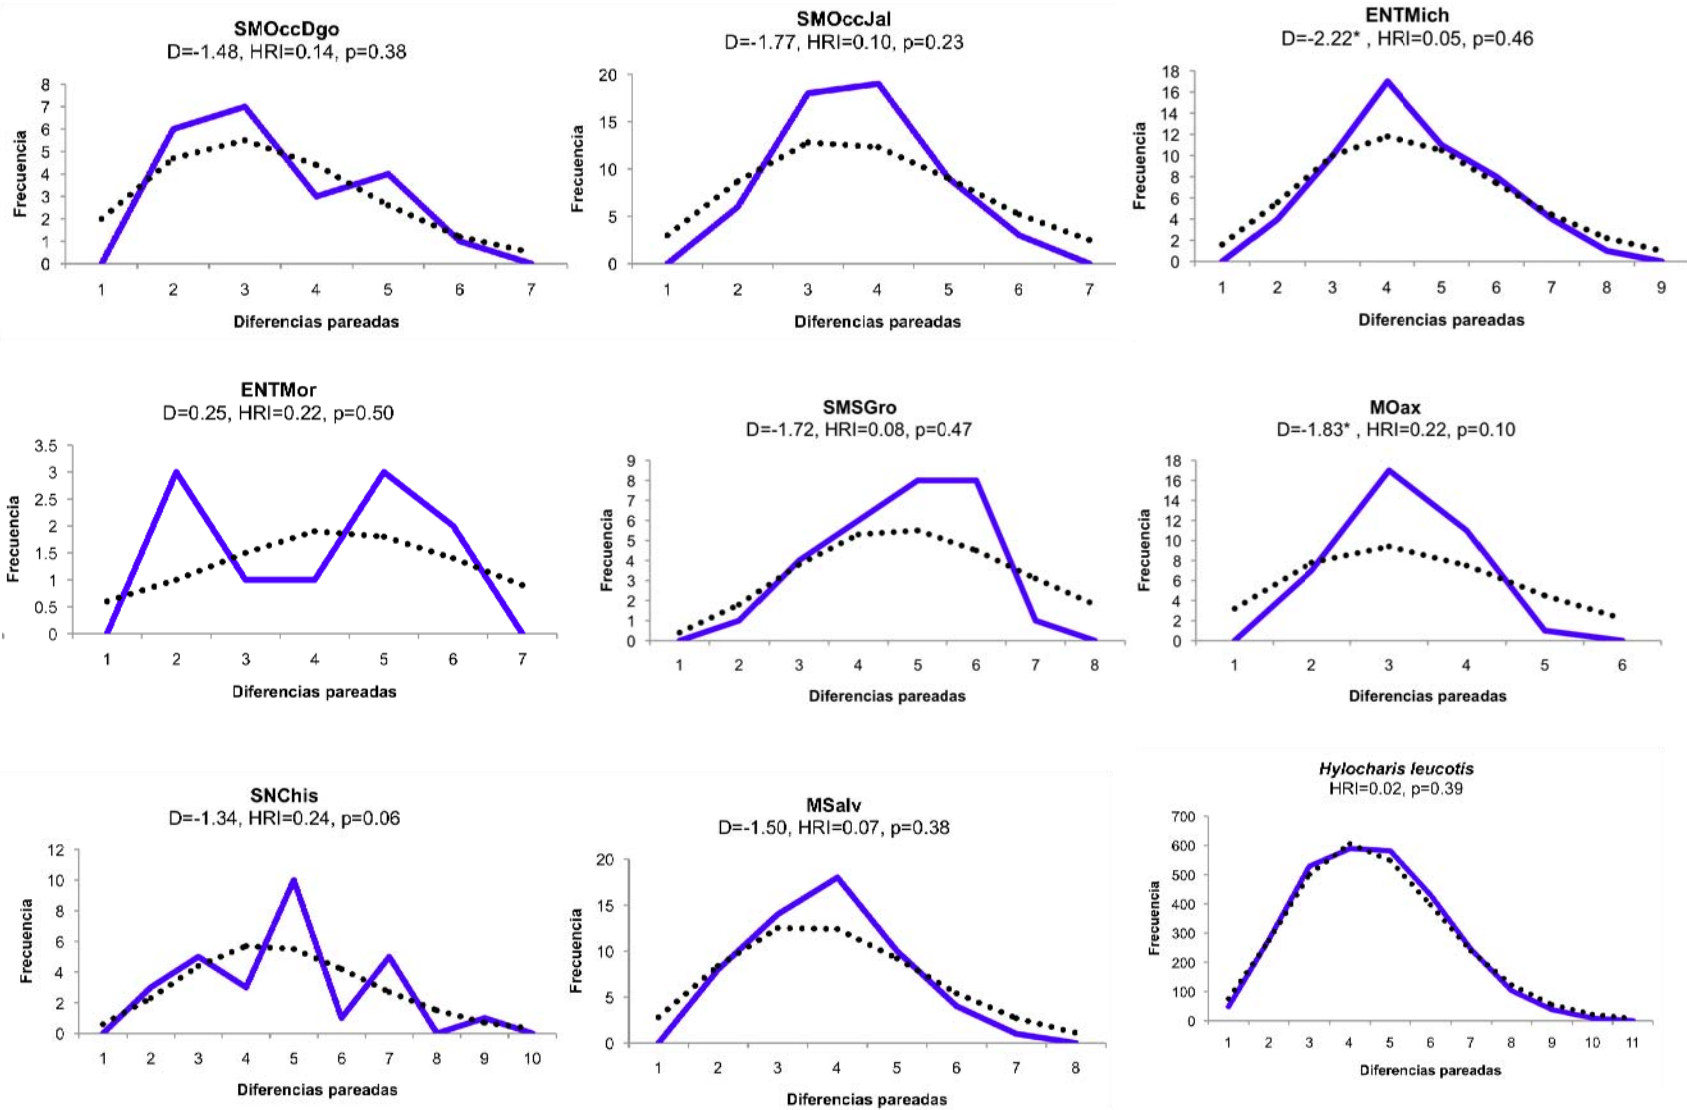 SMOccDgo
D=-1.48, HRI=0.14, p=0.38
8
7
6
5
4
3
2
1
0
Frecuencia
1 2 3 4 5 6 7
Diferencias pareadas
SMOccJal
D=-1.77, HRI=0.10, p=0.23
20
15
10
5
0
Frecuencia
1 2 3 4 5 6 7
Diferencias pareadas
ENTMich
D=-2.22* , HRI=0.05, p=0.46
18
16
14
12
10
8
6
4
2
0
Frecuencia
1 2 3 4 5 6 7 8 9
Diferencias pareadas
ENTMor
D=0.25, HRI=0.22, p=0.50
3.5
3
2.5
2
1.5
1
0.5
0
Frecuencia
1 2 3 4 5 6 7
Diferencias pareadas
SMSGro
D=-1.72, HRI=0.08, p=0.47
9
8
7
6
5
4
3
2
1
0
Frecuencia
1 2 3 4 5 6 7 8
Diferencias pareadas
MOax
D=-1.83* , HRI=0.22, p=0.10
18
16
14
12
10
8
6
4
2
0
Frecuencia
1 2 3 4 5 6
Diferencias pareadas
SNChis
D=-1.34, HRI=0.24, p=0.06
12
10
8
6
4
2
0
Frecuencia
1 2 3 4 5 6 7 8 9 10
Diferencias pareadas
MSalv
D=-1.50, HRI=0.07, p=0.38
20
15
10
5
0
Frecuencia
1 2 3 4 5 6 7 8
Diferencias pareadas
Hylocharis leucotis
HRI=0.02, p=0.39
700
600
500
400
300
200
100
0
Frecuencia
1 2 3 4 5 6 7 8 9 10 11
Diferencias pareadas